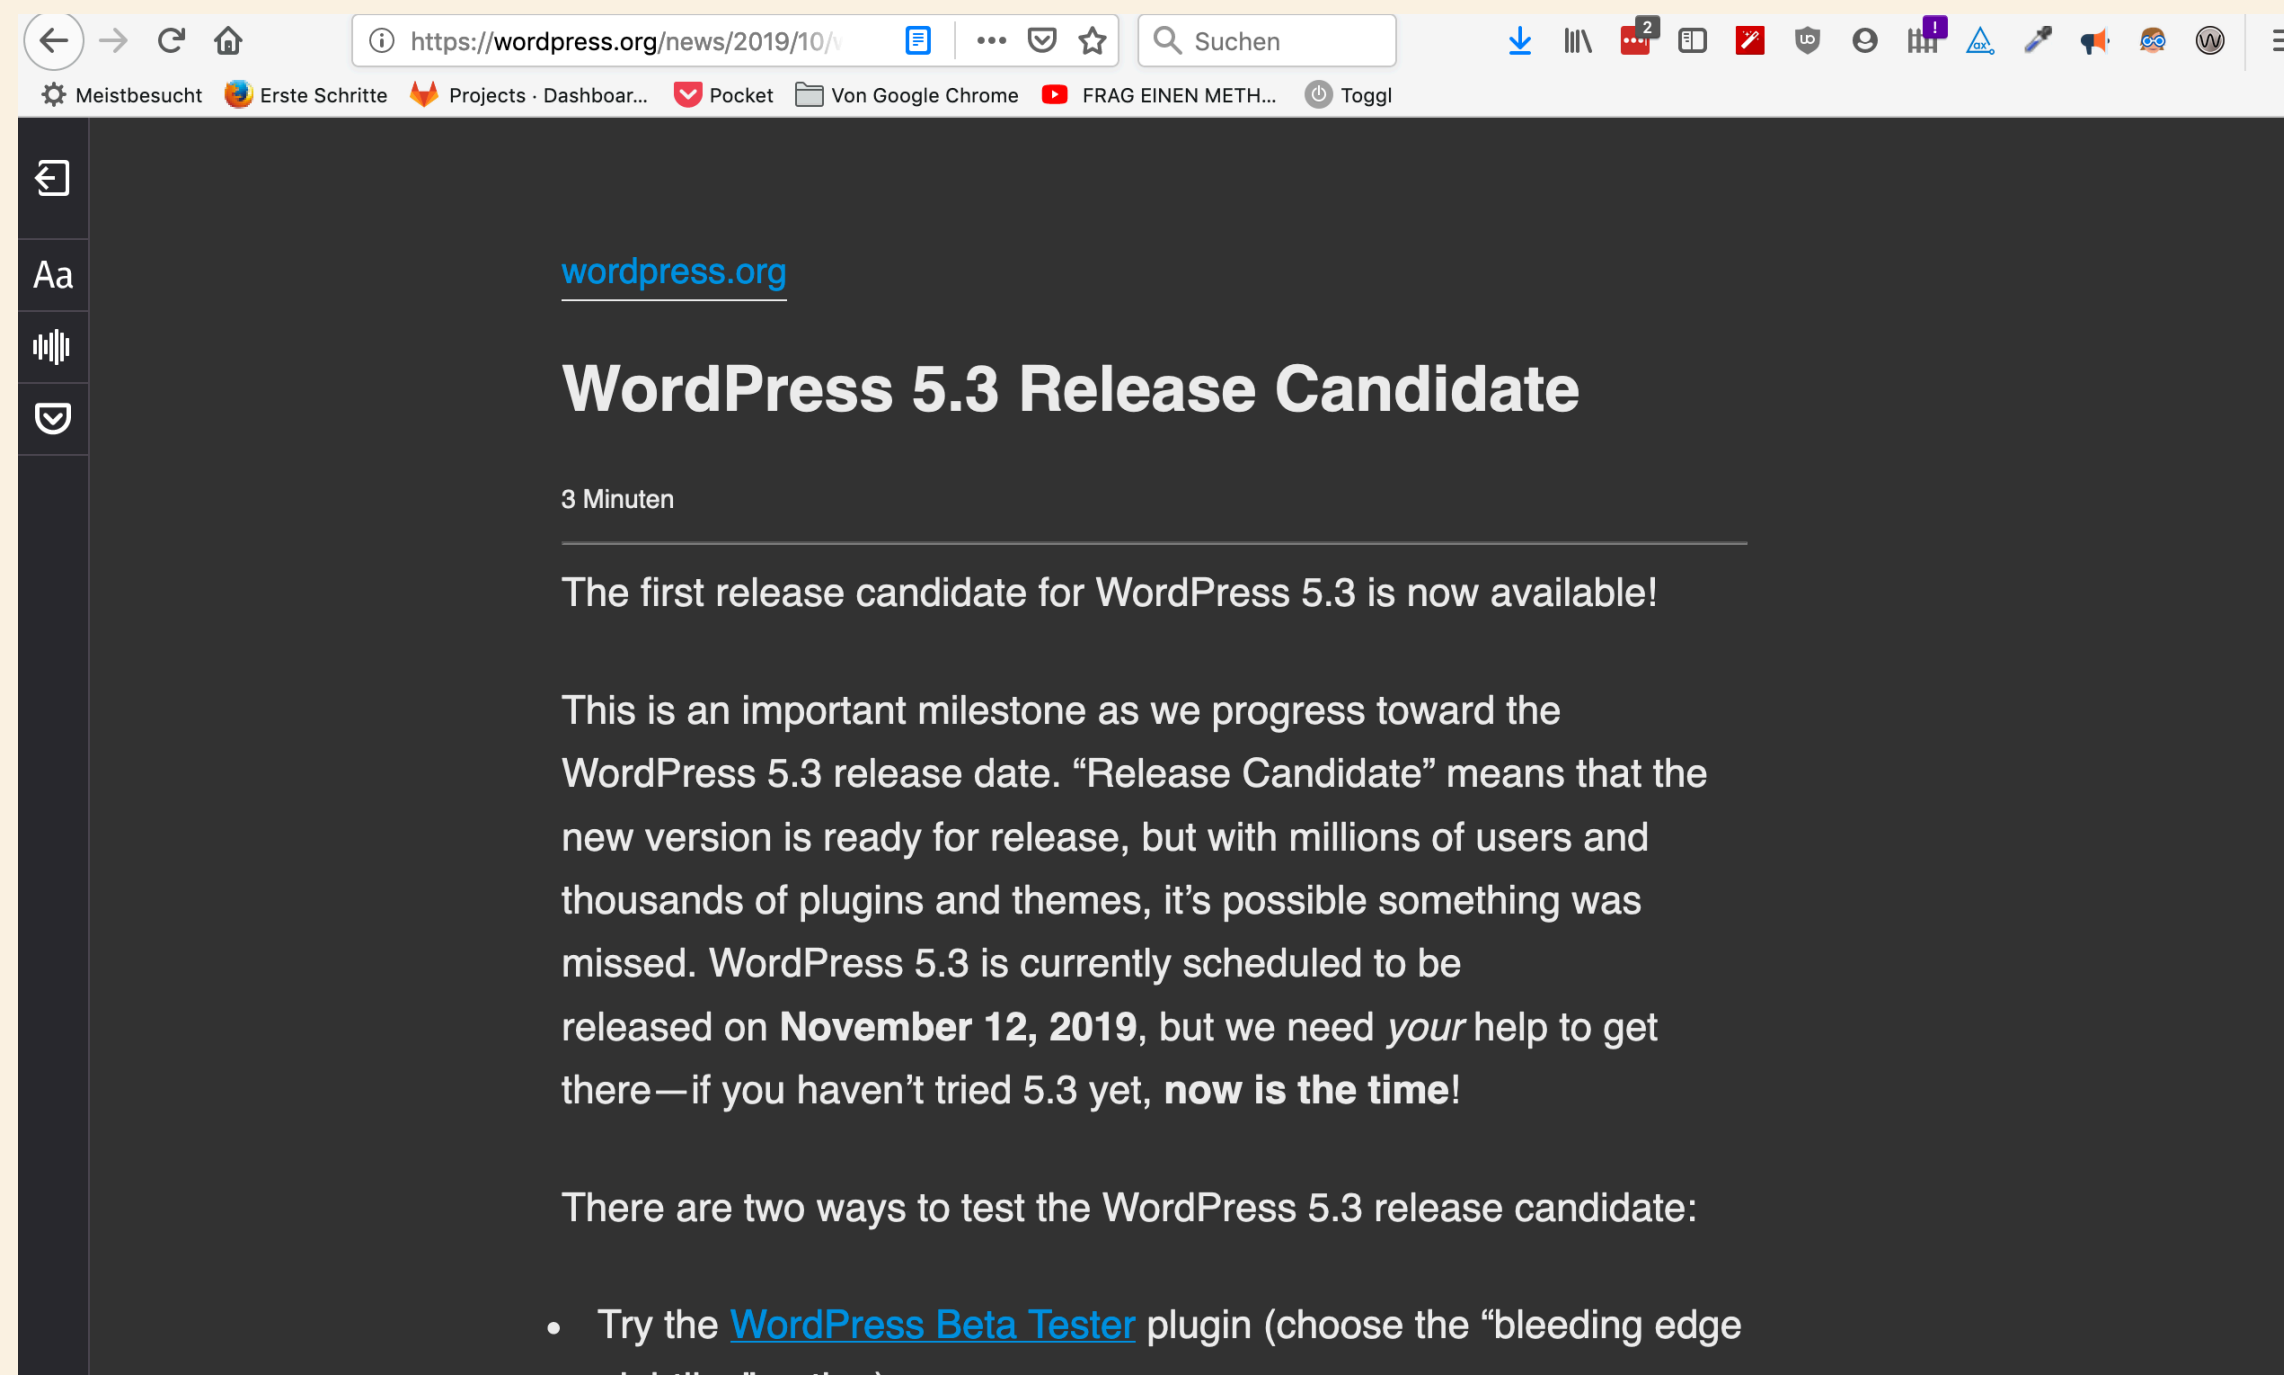 https://wordpress.org/news/2019/10/
Suchen
2
!
Meistbesucht
Erste Schritte
Projects · Dashboar...
Pocket
Von Google Chrome
FRAG EINEN METH...
Toggl
Aa
wordpress.org
WordPress 5.3 Release Candidate
3 Minuten
The first release candidate for WordPress 5.3 is now available!
This is an important milestone as we progress toward the
WordPress 5.3 release date. “Release Candidate” means that the
new version is ready for release, but with millions of users and
thousands of plugins and themes, it’s possible something was
missed. WordPress 5.3 is currently scheduled to be
released on November 12, 2019, but we need your help to get
there—if you haven’t tried 5.3 yet, now is the time!
There are two ways to test the WordPress 5.3 release candidate:
• Try the WordPress Beta Tester plugin (choose the “bleeding edge